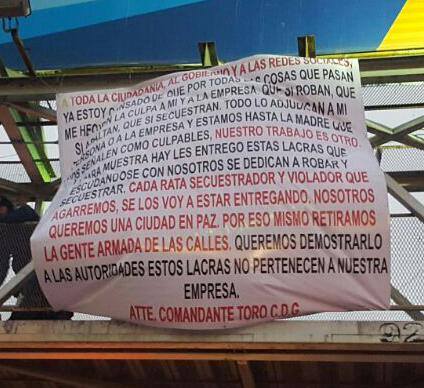 A TODA LA CIUDADANIA, AL GOBIERNO Y A LAS REDES SOCIALES,
YA ESTOY CANSADO DE QUE POR TODAS LAS COSAS QUE PASAN
ME HECHAN LA CULPA A MI Y A LA EMPRESA QUE SI ROBAN, QUE
SI ASALTAN, QUE SI SECUESTRAN. TODO LO ADJUDICAN A MI
PERSONA O A LA EMPRESA Y ESTAMOS HASTA LA MADRE QUE
NOS SEÑALEN COMO CULPABLES, NUESTRO TRABAJO ES OTRO.
PARA MUESTRA HAY LES ENTREGO ESTAS LACRAS QUE
ESCUDANDOSE CON NOSOTROS SE DEDICAN A ROBAR Y
SECUESTRAR. CADA RATA SECUESTRADOR Y VIOLADOR QUE
AGARREMOS, SE LOS VOY A ESTAR ENTREGANDO. NOSOTROS
QUEREMOS UNA CIUDAD EN PAZ. POR ESO MISMO RETIRAMOS
LA GENTE ARMADA DE LAS CALLES. QUEREMOS DEMOSTRARLO
A LAS AUTORIDADES ESTOS LACRAS NO PERTENECEN A NUESTRA
EMPRESA.
ATTE. COMANDANTE TORO C.D.G